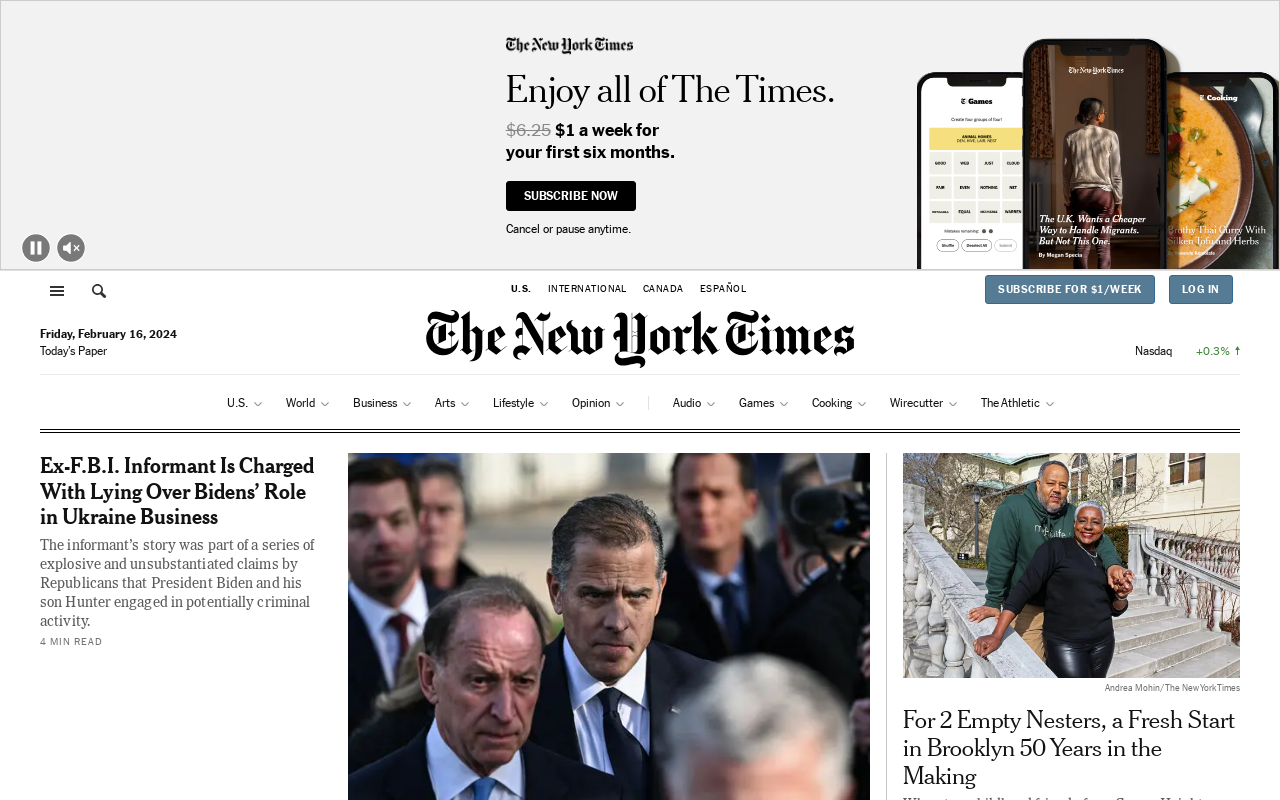 The New York Times
Enjoy all of The Times.
$6.25 $1 a week for
your first six months.
SUBSCRIBE NOW
Cancel or pause anytime.
Games
Create four groups of four!
ANIMAL HOMES
DEN, HIVE, LAIR, NEST
GOOD WEB JUST CLOUD
FAIR EVEN NOTHING NET
EQUAL WARREN
Mistakes remaining:
Shuffle Deselect All Submit
The New York Times
The U.K. Wants a Cheaper
Way to Handle Migrants.
But Not This One.
By Megan Specia
Cooking
Brothy Thai Curry With
Silken Tofu and Herbs
U.S. INTERNATIONAL CANADA ESPAÑOL
SUBSCRIBE FOR $1/WEEK LOG IN
The New York Times
Friday, February 16, 2024
Today's Paper
Nasdaq +0.3%
U.S. World Business Arts Lifestyle Opinion Audio Games Cooking Wirecutter The Athletic
Ex-F.B.I. Informant Is Charged
With Lying Over Bidens’ Role
in Ukraine Business
The informant’s story was part of a series of
explosive and unsubstantiated claims by
Republicans that President Biden and his
son Hunter engaged in potentially criminal
activity.
4 MIN READ
Andrea Mohin/The New York Times
For 2 Empty Nesters, a Fresh Start
in Brooklyn 50 Years in the
Making